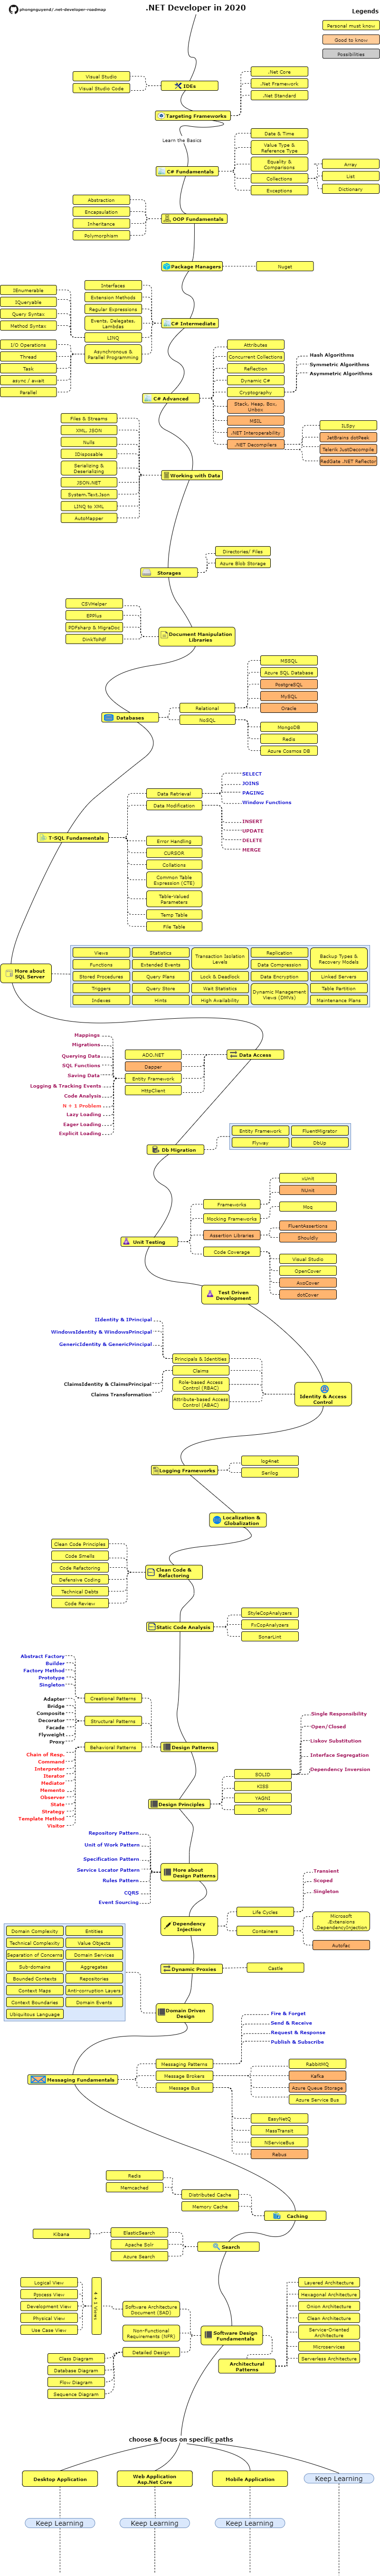 phongnguyend/.net-developer-roadmap
.NET Developer in 2020
Legends
Personal must know
Good to know
Possibilities
Visual Studio
Visual Studio Code
IDEs
.Net Core
.Net Framework
.Net Standard
Targeting Frameworks
Learn the Basics
C# Fundamentals
Date & Time
Value Type &
Reference Type
Equality &
Comparisons
Collections
Exceptions
Array
List
Dictionary
Abstraction
Encapsulation
Inheritance
Polymorphism
OOP Fundamentals
Package Managers
Nuget
IEnumerable
IQueryable
Query Syntax
Method Syntax
I/O Operations
Thread
Task
async / await
Parallel
Interfaces
Extension Methods
Regular Expressions
Events, Delegates,
Lambdas
LINQ
Asynchronous &
Parallel Programming
C# Intermediate
C# Advanced
Attributes
Concurrent Collections
Reflection
Dynamic C#
Cryptography
Stack, Heap, Box,
Unbox
MSIL
.NET Interoperability
.NET Decompilers
Hash Algorithms
Symmetric Algorithms
Asymmetric Algorithms
ILSpy
JetBrains dotPeek
Telerik JustDecompile
RedGate .NET Reflector
Files & Streams
XML, JSON
Nulls
IDisposable
Serializing &
Deserializing
JSON.NET
System.Text.Json
LINQ to XML
AutoMapper
Working with Data
Storages
Directories/ Files
Azure Blob Storage
CSVHelper
EPPlus
PDFsharp & MigraDoc
DinkToPdf
Document Manipulation
Libraries
Databases
Relational
NoSQL
MSSQL
Azure SQL Database
PostgreSQL
MySQL
Oracle
MongoDB
Redis
Azure Cosmos DB
T-SQL Fundamentals
Data Retrieval
Data Modification
Error Handling
CURSOR
Collations
Common Table
Expression (CTE)
Table-Valued
Parameters
Temp Table
File Table
SELECT
JOINS
PAGING
Window Functions
INSERT
UPDATE
DELETE
MERGE
More about
SQL Server
Views
Functions
Stored Procedures
Triggers
Indexes
Statistics
Extended Events
Query Plans
Query Store
Hints
Transaction Isolation
Levels
Lock & Deadlock
Wait Statistics
High Availability
Replication
Data Compression
Data Encryption
Dynamic Management
Views (DMVs)
Backup Types &
Recovery Models
Linked Servers
Table Partition
Maintenance Plans
Mappings
Migrations
Querying Data
SQL Functions
Saving Data
Logging & Tracking Events
Code Analysis
N + 1 Problem
Lazy Loading
Eager Loading
Explicit Loading
ADO.NET
Dapper
Entity Framework
HttpClient
Data Access
Db Migration
Entity Framework
FluentMigrator
Flyway
DbUp
Unit Testing
Frameworks
Mocking Frameworks
Assertion Libraries
Code Coverage
xUnit
NUnit
Moq
FluentAssertions
Shouldly
Visual Studio
OpenCover
AxoCover
dotCover
Test Driven
Development
IIdentity & IPrincipal
WindowsIdentity & WindowsPrincipal
GenericIdentity & GenericPrincipal
ClaimsIdentity & ClaimsPrincipal
Claims Transformation
Principals & Identities
Claims
Role-based Access
Control (RBAC)
Attribute-based Access
Control (ABAC)
Identity & Access
Control
Logging Frameworks
log4net
Serilog
Localization &
Globalization
Clean Code Principles
Code Smells
Code Refactoring
Defensive Coding
Technical Debts
Code Review
Clean Code &
Refactoring
Static Code Analysis
StyleCopAnalyzers
FxCopAnalyzers
SonarLint
Abstract Factory
Builder
Factory Method
Prototype
Singleton
Adapter
Bridge
Composite
Decorator
Facade
Flyweight
Proxy
Chain of Resp.
Command
Interpreter
Iterator
Mediator
Memento
Observer
State
Strategy
Template Method
Visitor
Creational Patterns
Structural Patterns
Behavioral Patterns
Design Patterns
Design Principles
SOLID
KISS
YAGNI
DRY
Single Responsibility
Open/Closed
Liskov Substitution
Interface Segregation
Dependency Inversion
Repository Pattern
Unit of Work Pattern
Specification Pattern
Service Locator Pattern
Rules Pattern
CQRS
Event Sourcing
More about
Design Patterns
Dependency
Injection
Life Cycles
Containers
Transient
Scoped
Singleton
Microsoft
.Extensions
.DependencyInjection
Autofac
Dynamic Proxies
Castle
Domain Complexity
Technical Complexity
Separation of Concerns
Sub-domains
Bounded Contexts
Context Maps
Context Boundaries
Ubiquitous Language
Entities
Value Objects
Domain Services
Aggregates
Repositories
Anti-corruption Layers
Domain Events
Domain Driven
Design
Messaging Fundamentals
Messaging Patterns
Message Brokers
Message Bus
Fire & Forget
Send & Receive
Request & Response
Publish & Subscribe
RabbitMQ
Kafka
Azure Queue Storage
Azure Service Bus
EasyNetQ
MassTransit
NServiceBus
Rebus
Redis
Memcached
Distributed Cache
Memory Cache
Caching
Kibana
ElasticSearch
Apache Solr
Azure Search
Search
Logical View
Process View
Development View
Physical View
Use Case View
4 + 1 Views
Software Architecture
Document (SAD)
Non-Functional
Requirements (NFR)
Detailed Design
Class Diagram
Database Diagram
Flow Diagram
Sequence Diagram
Software Design
Fundamentals
Architectural
Patterns
Layered Architecture
Hexagonal Architecture
Onion Architecture
Clean Architecture
Service-Oriented
Architecture
Microservices
Serverless Architecture
choose & focus on specific paths
Desktop Application
Web Application
Asp.Net Core
Mobile Application
Keep Learning
Keep Learning
Keep Learning
Keep Learning